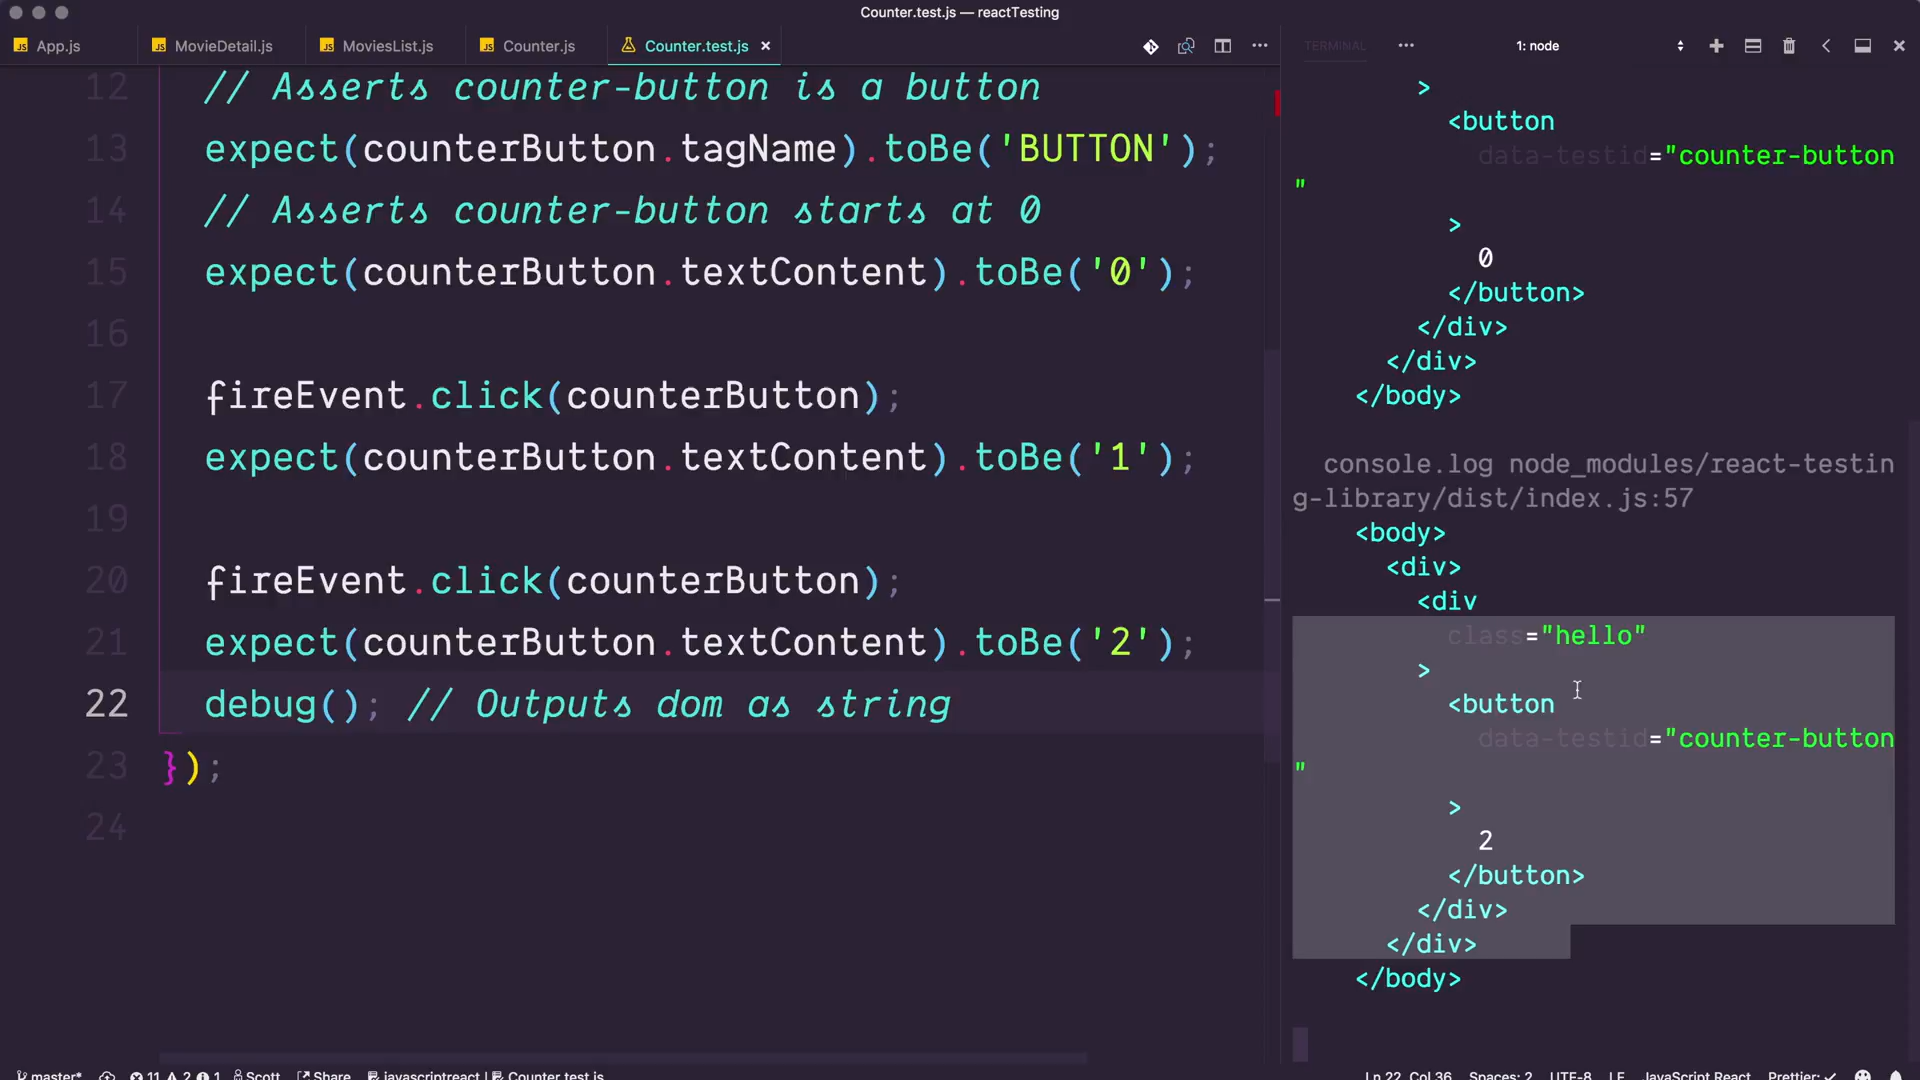 Counter.test.js — reactTesting
App.js
MovieDetail.js
MoviesList.js
Counter.js
Counter.test.js
TERMINAL
1: node
12 // Asserts counter-button is a button
13 expect(counterButton.tagName).toBe('BUTTON');
14 // Asserts counter-button starts at 0
15 expect(counterButton.textContent).toBe('0');
16
17 fireEvent.click(counterButton);
18 expect(counterButton.textContent).toBe('1');
19
20 fireEvent.click(counterButton);
21 expect(counterButton.textContent).toBe('2');
22 debug(); // Outputs dom as string
23 });
24
>
<button
data-testid="counter-button
"
>
0
</button>
</div>
</div>
</body>
console.log node_modules/react-testin
g-library/dist/index.js:57
<body>
<div>
<div
class="hello"
>
<button
data-testid="counter-button
"
>
2
</button>
</div>
</div>
</body>
master* 11 2 1 Scott Share javascriptreact | Counter.test.js Ln 22, Col 36 Spaces: 2 UTF-8 LF JavaScript React Prettier: ✓